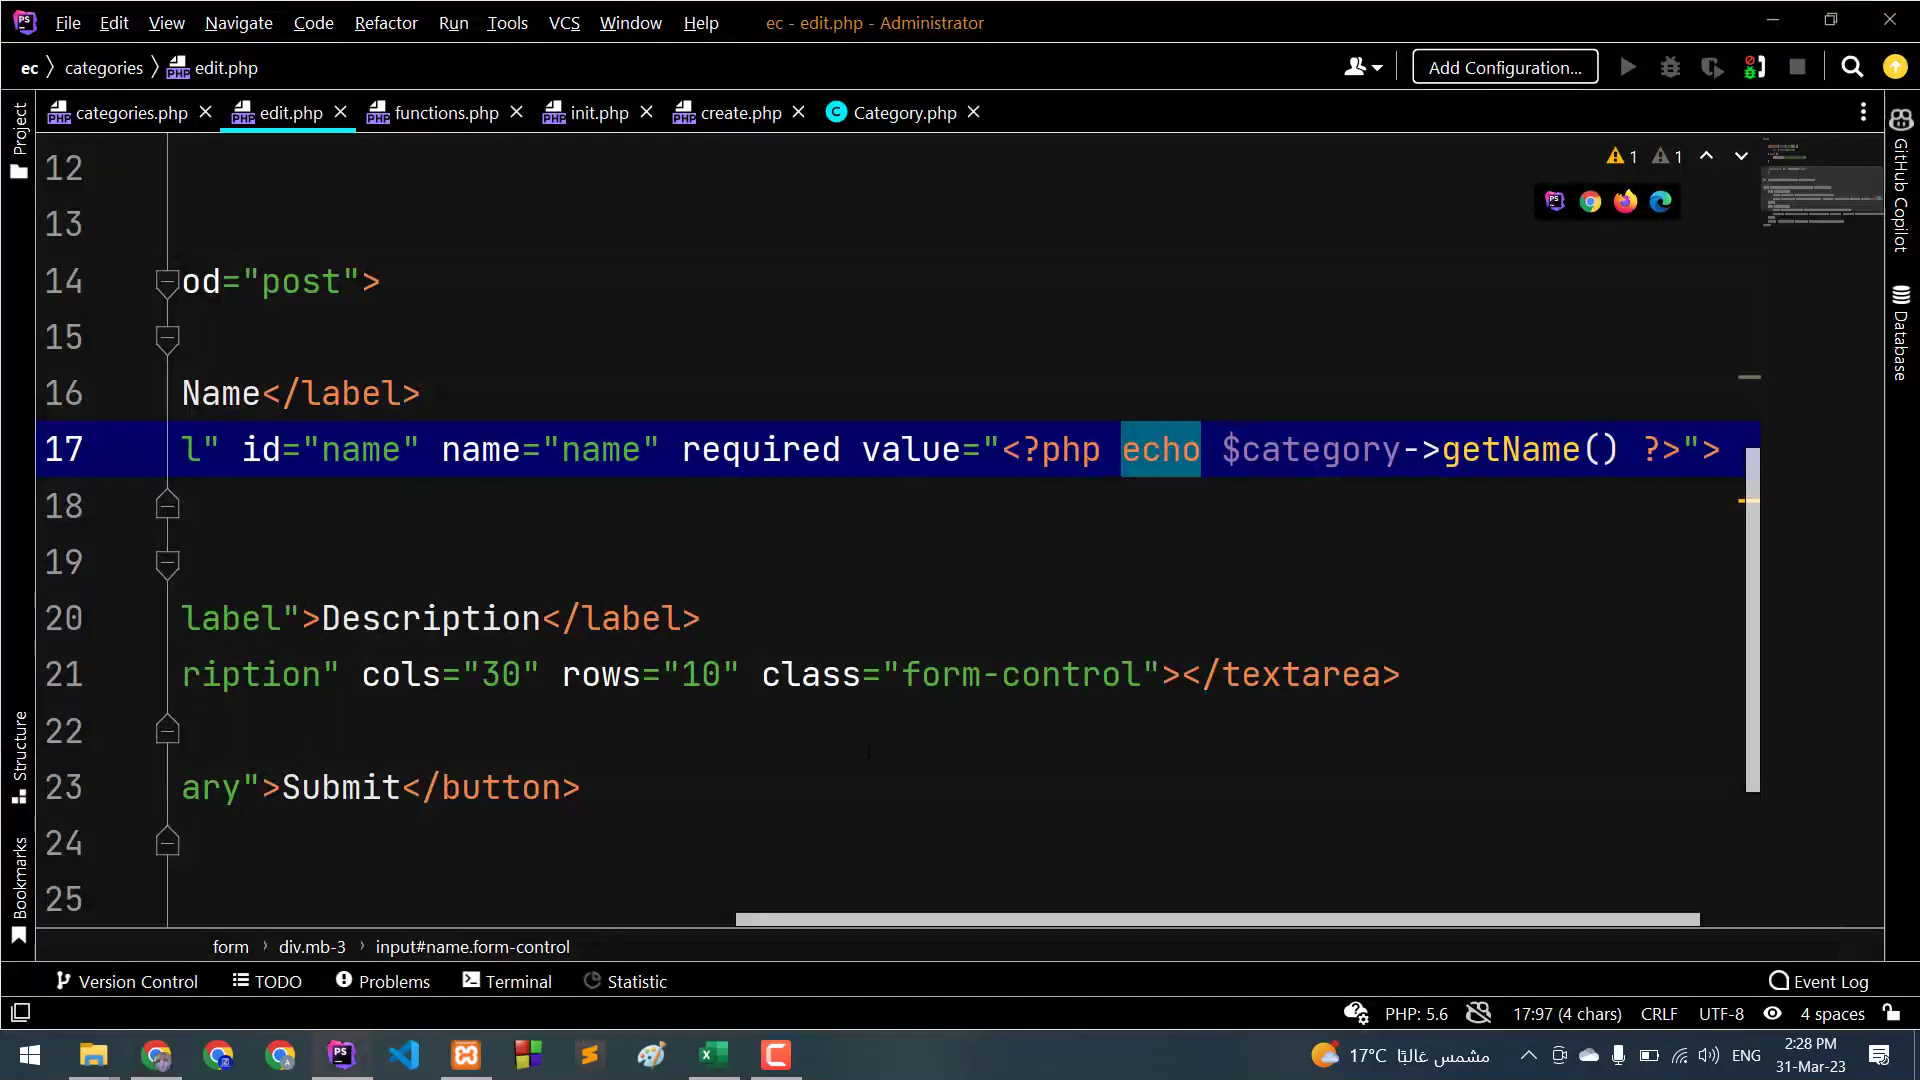 File Edit View Navigate Code Refactor Run Tools VCS Window Help ec - edit.php - Administrator
ec categories edit.php Add Configuration...
categories.php edit.php functions.php init.php create.php Category.php
Project
GitHub Copilot
Database
Structure
Bookmarks
1 1
12
13
14 od="post">
15
16 Name</label>
17 l" id="name" name="name" required value="<?php echo $category->getName() ?>">
18
19
20 label">Description</label>
21 ription" cols="30" rows="10" class="form-control"></textarea>
22
23 ary">Submit</button>
24
25
form › div.mb-3 › input#name.form-control
Version Control TODO Problems Terminal Statistic Event Log
PHP: 5.6 17:97 (4 chars) CRLF UTF-8 4 spaces
17°C مشمس غالبًا ENG 2:28 PM
31-Mar-23